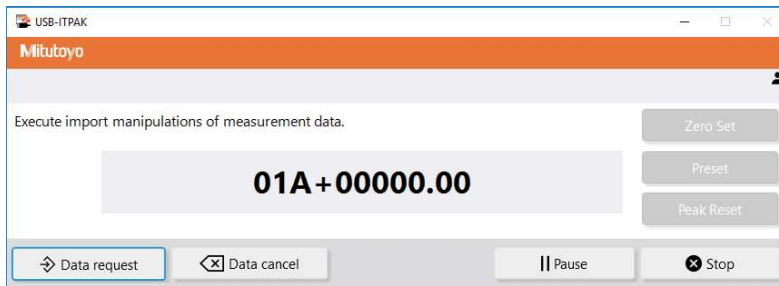 USB-ITPAK
Mitutoyo
Execute import manipulations of measurement data.
Zero Set
01A+00000.00
Preset
Peak Reset
Data request
Data cancel
Pause
Stop